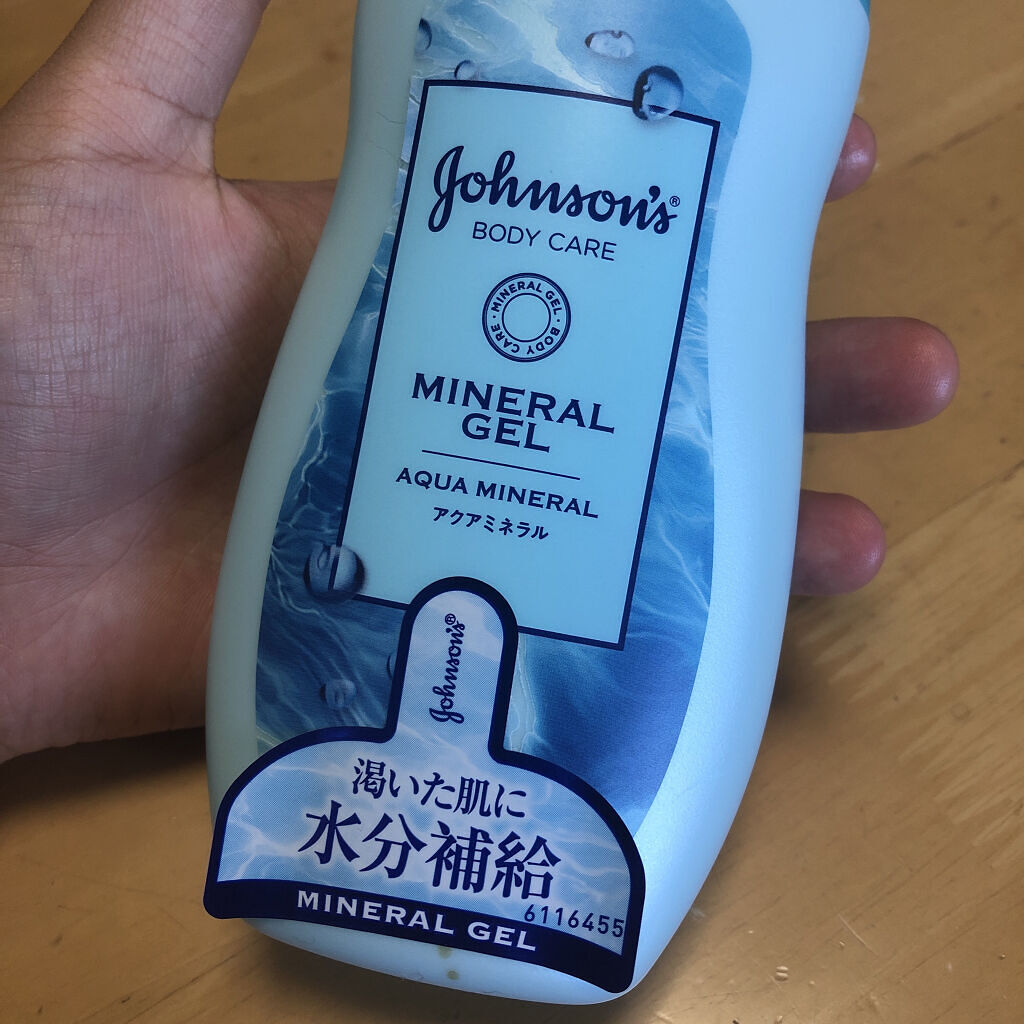 Johnson's®
BODY CARE
MINERAL GEL · BODY CARE ·
MINERAL
GEL
AQUA MINERAL
アクアミネラル
Johnson's®
渇いた肌に
水分補給
MINERAL GEL
6116455